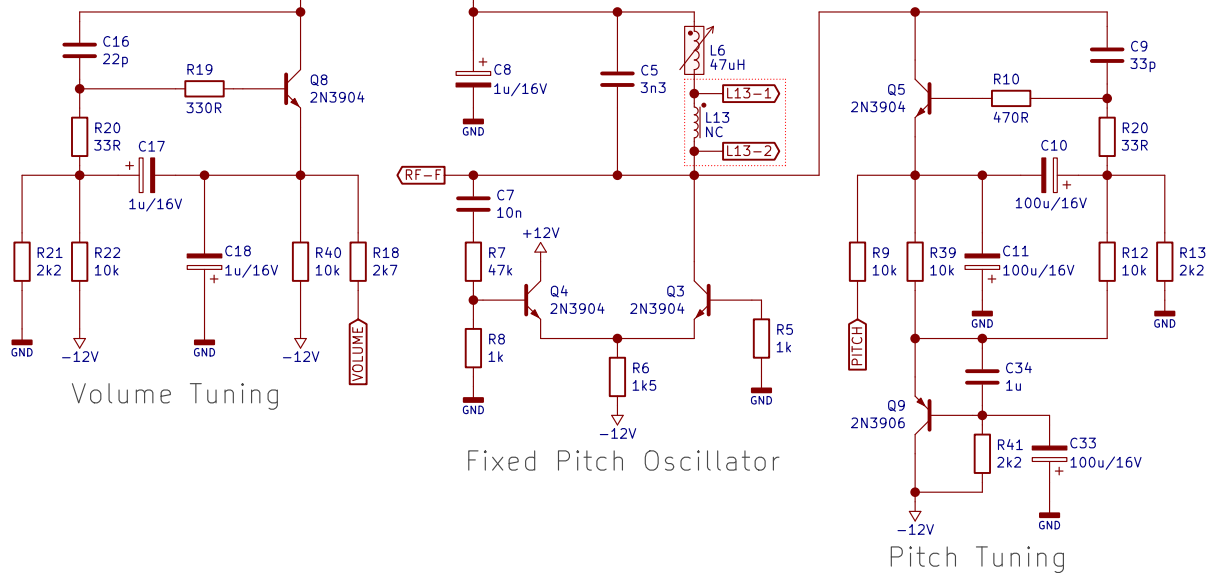 C16
22p
R19
330R
Q8
2N3904
R20
33R
C17
1u/16V
R21
2k2
R22
10k
C18
1u/16V
R40
10k
R18
2k7
GND
-12V
GND
-12V
VOLUME
Volume Tuning
C8
1u/16V
GND
C5
3n3
L6
47uH
L13-1
L13
NC
L13-2
RF-F
C7
10n
+12V
R7
47k
Q4
2N3904
Q3
2N3904
R8
1k
R5
1k
R6
1k5
GND
GND
-12V
Fixed Pitch Oscillator
C9
33p
Q5
2N3904
R10
470R
R20
33R
C10
100u/16V
R9
10k
R39
10k
C11
100u/16V
R12
10k
R13
2k2
GND
GND
PITCH
C34
1u
Q9
2N3906
R41
2k2
C33
100u/16V
GND
-12V
Pitch Tuning